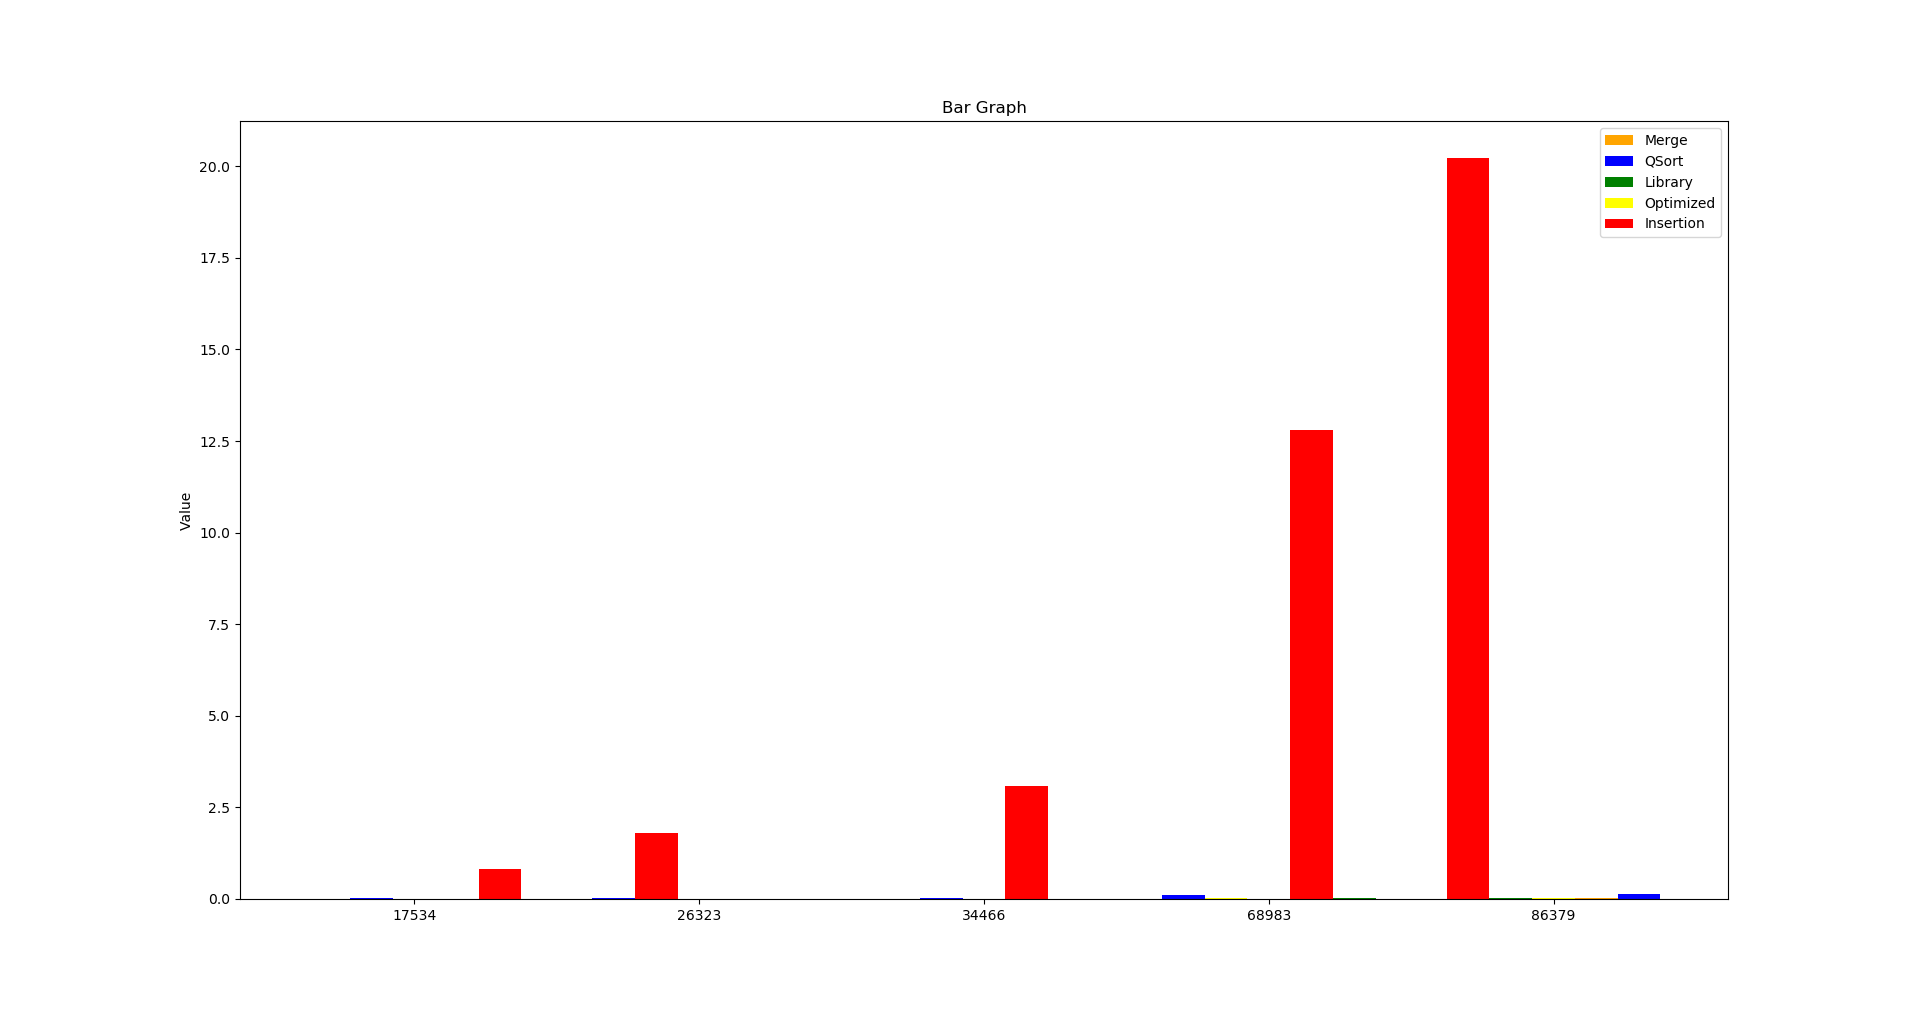 Bar Graph
Merge
QSort
Library
Optimized
Insertion
20.0
17.5
15.0
12.5
10.0
7.5
5.0
2.5
0.0
Value
17534 26323 34466 68983 86379